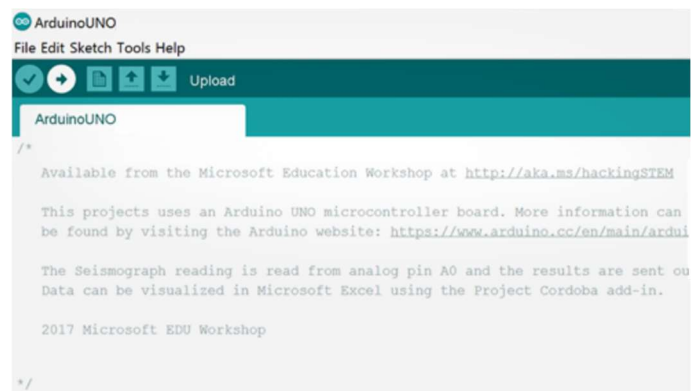 ArduinoUNO
File Edit Sketch Tools Help
Upload
ArduinoUNO
/*
Available from the Microsoft Education Workshop at http://aka.ms/hackingSTEM
This projects uses an Arduino UNO microcontroller board. More information can
be found by visiting the Arduino website: https://www.arduino.cc/en/main/ardui
The Seismograph reading is read from analog pin A0 and the results are sent ou
Data can be visualized in Microsoft Excel using the Project Cordoba add-in.
2017 Microsoft EDU Workshop
*/